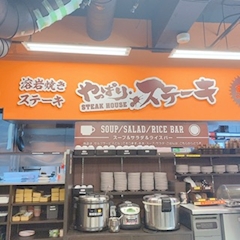 溶岩焼き
ステーキ
やっぱりステーキ
STEAK HOUSE
SOUP/SALAD/RICE BAR
スープ&サラダ&ライスバー